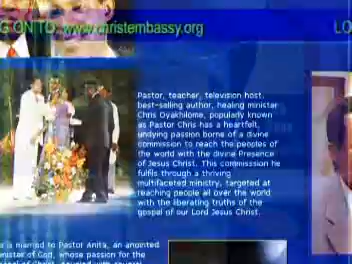 G ON TO: www.christembassy.org
LO
Pastor, teacher, television host,
best-selling author, healing minister
Chris Oyakhilome, popularly known
as Pastor Chris has a heartfelt,
undying passion borne of a divine
commission to reach the peoples of
the world with the divine Presence
of Jesus Christ. This commisssion he
fulfils through a thriving
multifaceted ministry, targeted at
reaching people all over the world
with the liberating truths of the
gospel of our Lord Jesus Christ.
is married to Pastor Anita, an anointed
of God, whose passion for the